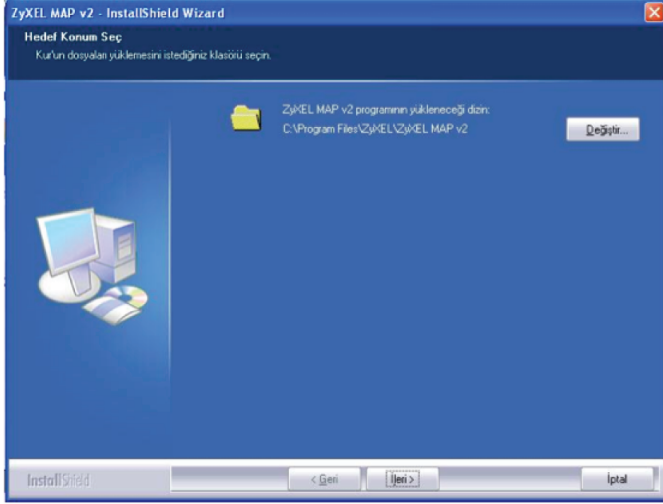 ZyXEL MAP v2 - InstallShield Wizard
Hedef Konum Seç
Kur'un dosyaları yüklemesini istediğiniz klasörü seçin.
ZyXEL MAP v2 programının yükleneceği dizin:
C:\Program Files\ZyXEL\ZyXEL MAP v2
Değiştir...
InstallShield
< Geri
İleri >
İptal